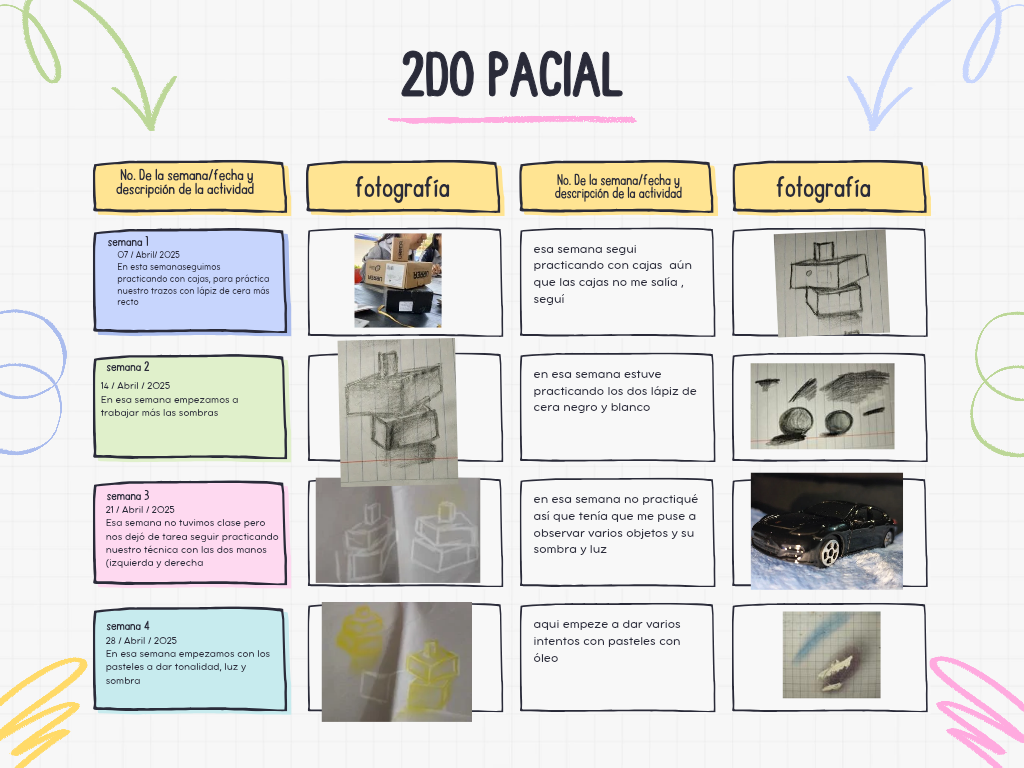 2DO PACIAL
No. De la semana/fecha y
descripción de la actividad
fotografía
No. De la semana/fecha y
descripción de la actividad
fotografía
semana 1
07 / Abril/ 2025
En esta semanaseguimos
practicando con cajas, para práctica
nuestro trazos con lápiz de cera más
recto
esa semana segui
practicando con cajas aún
que las cajas no me salía ,
seguí
semana 2
14 / Abril / 2025
En esa semana empezamos a
trabajar más las sombras
en esa semana estuve
practicando los dos lápiz de
cera negro y blanco
semana 3
21 / Abril / 2025
Esa semana no tuvimos clase pero
nos dejó de tarea seguir practicando
nuestro técnica con las dos manos
(izquierda y derecha
en esa semana no practiqué
así que tenía que me puse a
observar varios objetos y su
sombra y luz
semana 4
28 / Abril / 2025
En esa semana empezamos con los
pasteles a dar tonalidad, luz y
sombra
aqui empeze a dar varios
intentos con pasteles con
óleo